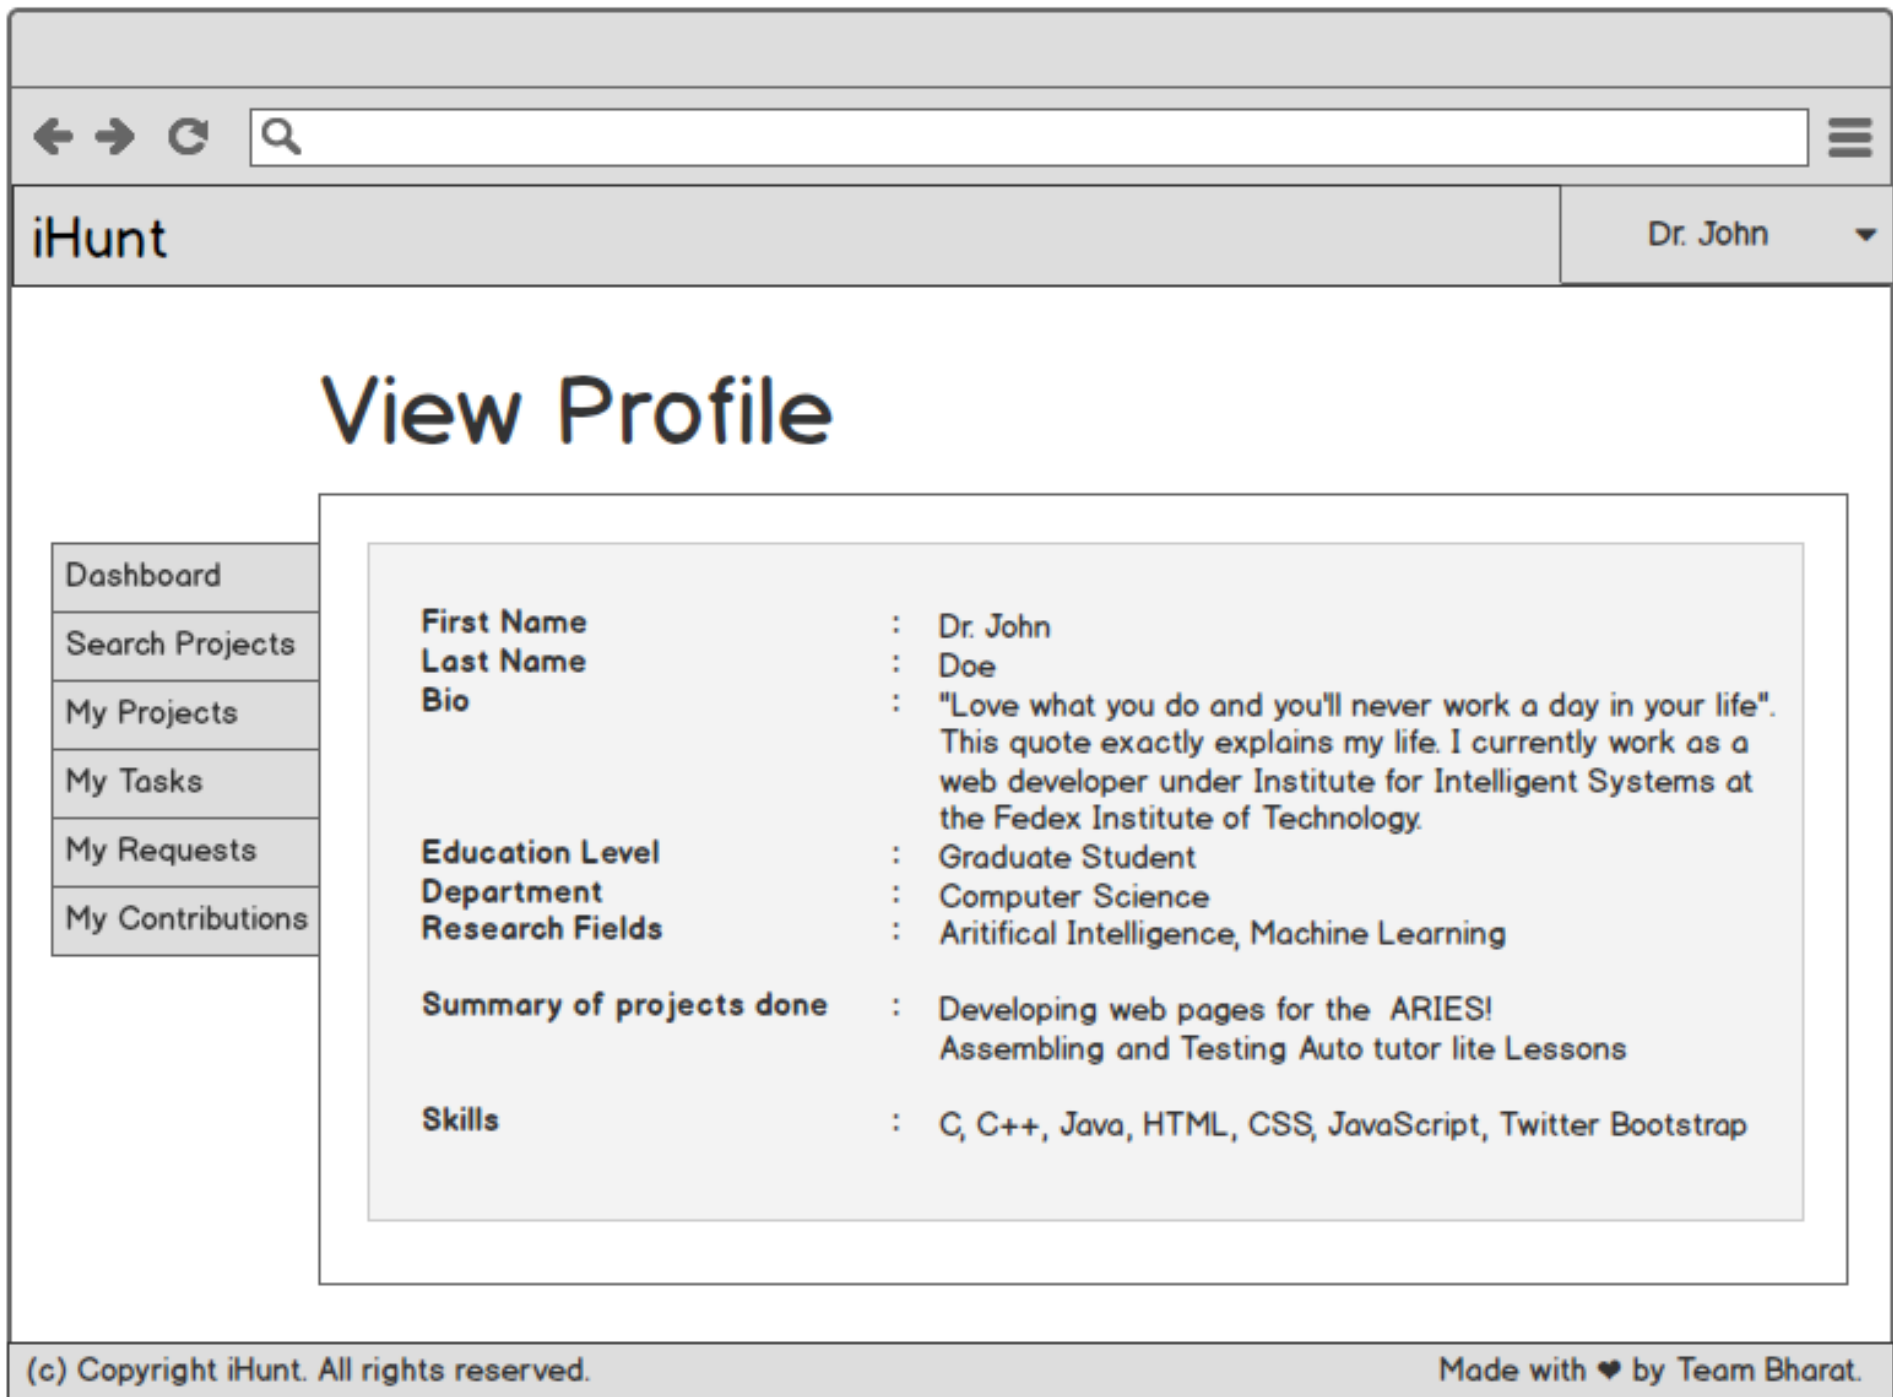 iHunt
Dr. John
View Profile
Dashboard
Search Projects
My Projects
My Tasks
My Requests
My Contributions
First Name : Dr. John
Last Name : Doe
Bio : "Love what you do and you'll never work a day in your life".
This quote exactly explains my life. I currently work as a
web developer under Institute for Intelligent Systems at
the Fedex Institute of Technology.
Education Level : Graduate Student
Department : Computer Science
Research Fields : Aritifical Intelligence, Machine Learning
Summary of projects done : Developing web pages for the ARIES!
Assembling and Testing Auto tutor lite Lessons
Skills : C, C++, Java, HTML, CSS, JavaScript, Twitter Bootstrap
(c) Copyright iHunt. All rights reserved.
Made with ❤ by Team Bharat.